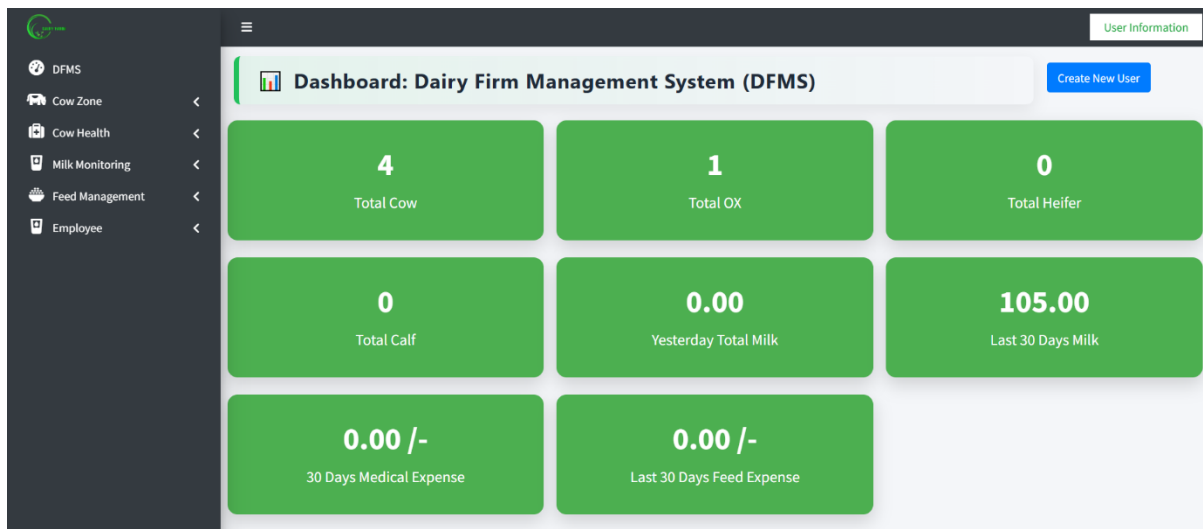 User Information
DFMS
Cow Zone
Cow Health
Milk Monitoring
Feed Management
Employee
Dashboard: Dairy Firm Management System (DFMS)
Create New User
4
Total Cow
1
Total OX
0
Total Heifer
0
Total Calf
0.00
Yesterday Total Milk
105.00
Last 30 Days Milk
0.00 /-
30 Days Medical Expense
0.00 /-
Last 30 Days Feed Expense